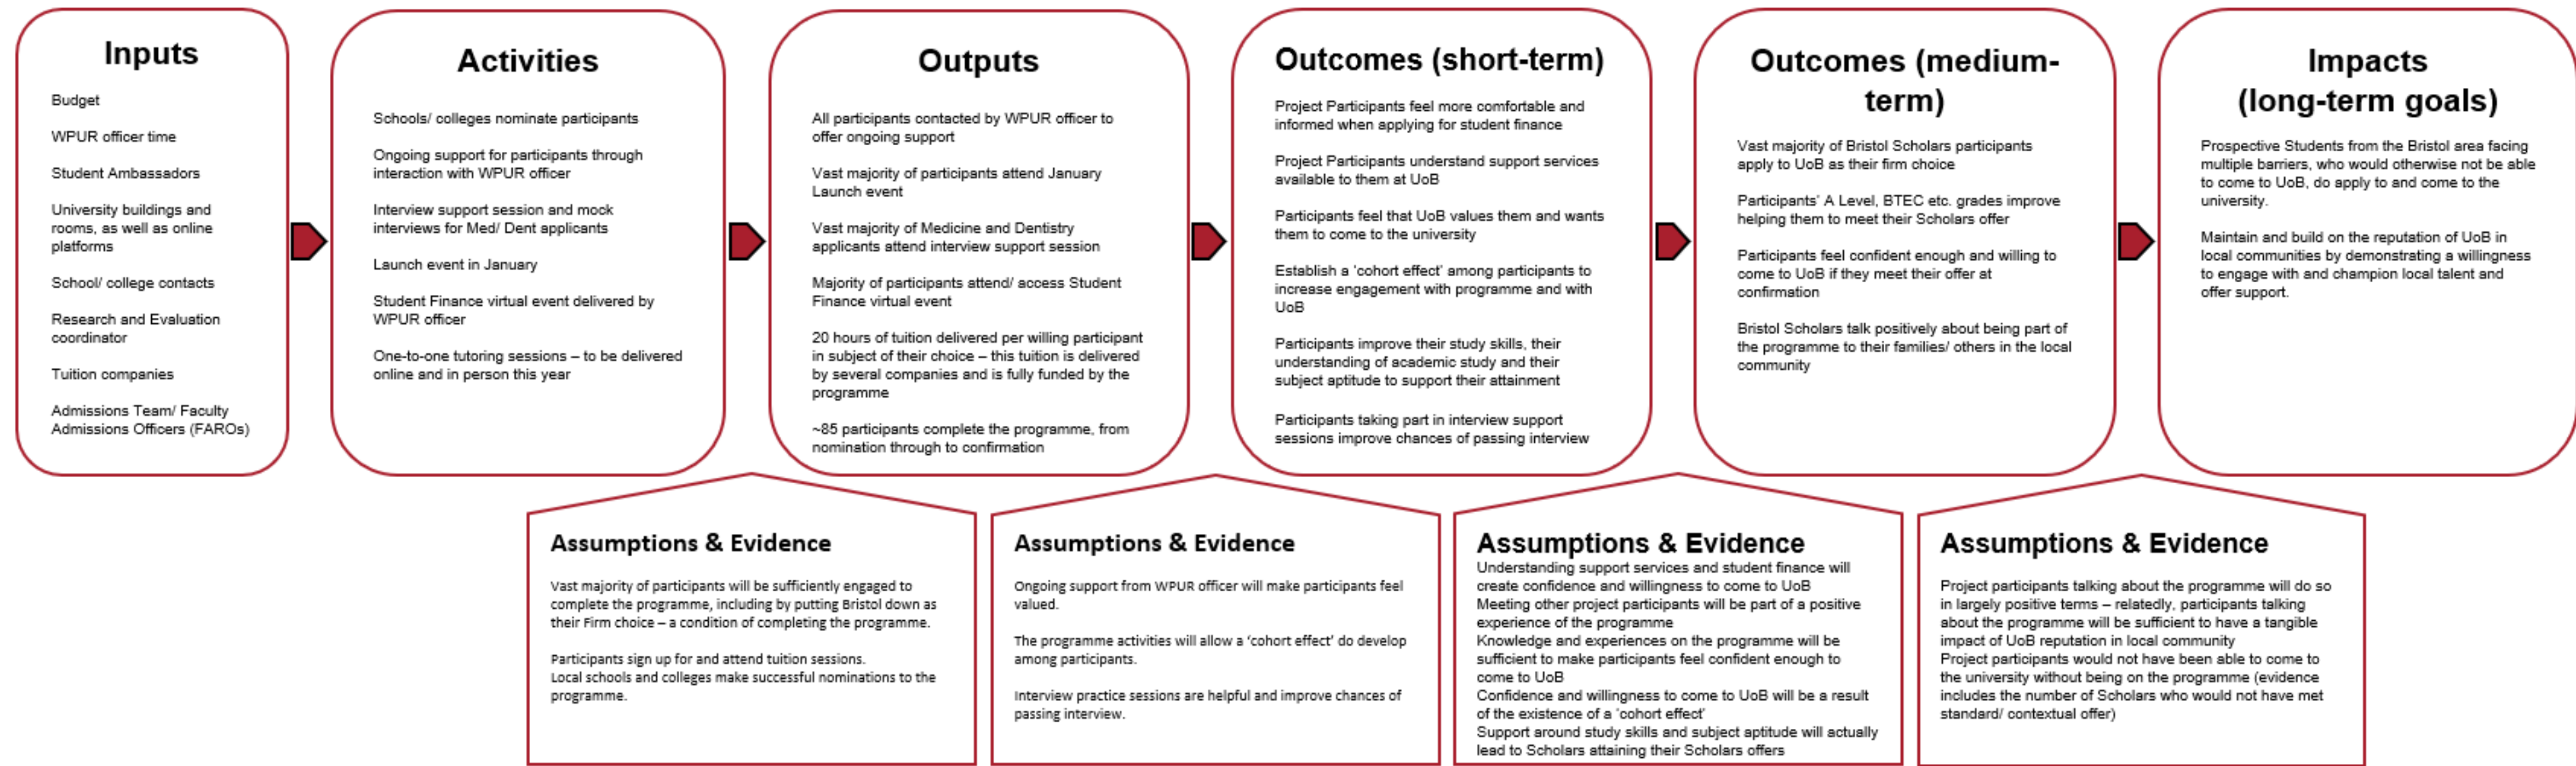 Inputs
Budget
WPUR officer time
Student Ambassadors
University buildings and
rooms, as well as online
platforms
School/ college contacts
Research and Evaluation
coordinator
Tuition companies
Admissions Team/ Faculty
Admissions Officers (FAROs)
Activities
Schools/ colleges nominate participants
Ongoing support for participants through
interaction with WPUR officer
Interview support session and mock
interviews for Med/ Dent applicants
Launch event in January
Student Finance virtual event delivered by
WPUR officer
One-to-one tutoring sessions – to be delivered
online and in person this year
Outputs
All participants contacted by WPUR officer to
offer ongoing support
Vast majority of participants attend January
Launch event
Vast majority of Medicine and Dentistry
applicants attend interview support session
Majority of participants attend/ access Student
Finance virtual event
20 hours of tuition delivered per willing participant
in subject of their choice – this tuition is delivered
by several companies and is fully funded by the
programme
~85 participants complete the programme, from
nomination through to confirmation
Outcomes (short-term)
Project Participants feel more comfortable and
informed when applying for student finance
Project Participants understand support services
available to them at UoB
Participants feel that UoB values them and wants
them to come to the university
Establish a 'cohort effect' among participants to
increase engagement with programme and with
UoB
Participants improve their study skills, their
understanding of academic study and their
subject aptitude to support their attainment
Participants taking part in interview support
sessions improve chances of passing interview
Outcomes (medium-
term)
Vast majority of Bristol Scholars participants
apply to UoB as their firm choice
Participants' A Level, BTEC etc. grades improve
helping them to meet their Scholars offer
Participants feel confident enough and willing to
come to UoB if they meet their offer at
confirmation
Bristol Scholars talk positively about being part of
the programme to their families/ others in the local
community
Impacts
(long-term goals)
Prospective Students from the Bristol area facing
multiple barriers, who would otherwise not be able
to come to UoB, do apply to and come to the
university.
Maintain and build on the reputation of UoB in
local communities by demonstrating a willingness
to engage with and champion local talent and
offer support.
Assumptions & Evidence
Vast majority of participants will be sufficiently engaged to
complete the programme, including by putting Bristol down as
their Firm choice – a condition of completing the programme.
Participants sign up for and attend tuition sessions.
Local schools and colleges make successful nominations to the
programme.
Assumptions & Evidence
Ongoing support from WPUR officer will make participants feel
valued.
The programme activities will allow a 'cohort effect' do develop
among participants.
Interview practice sessions are helpful and improve chances of
passing interview.
Assumptions & Evidence
Understanding support services and student finance will
create confidence and willingness to come to UoB
Meeting other project participants will be part of a positive
experience of the programme
Knowledge and experiences on the programme will be
sufficient to make participants feel confident enough to
come to UoB
Confidence and willingness to come to UoB will be a result
of the existence of a 'cohort effect'
Support around study skills and subject aptitude will actually
lead to Scholars attaining their Scholars offers
Assumptions & Evidence
Project participants talking about the programme will do so
in largely positive terms – relatedly, participants talking
about the programme will be sufficient to have a tangible
impact of UoB reputation in local community
Project participants would not have been able to come to
the university without being on the programme (evidence
includes the number of Scholars who would not have met
standard/ contextual offer)